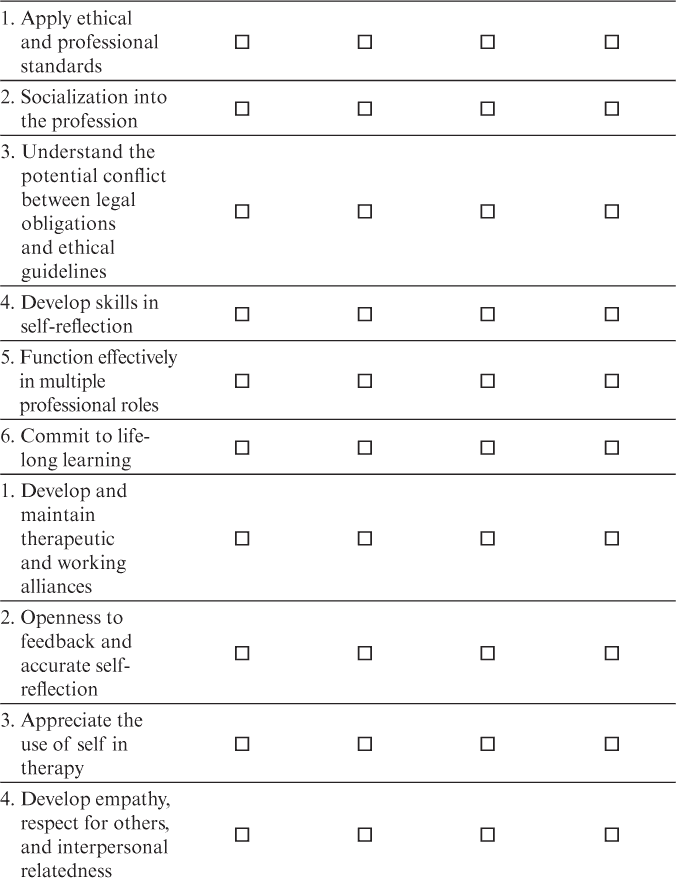 1. Apply ethical
and professional
standards
2. Socialization into
the profession
3. Understand the
potential conflict
between legal
obligations
and ethical
guidelines
4. Develop skills in
self-reflection
5. Function effectively
in multiple
professional roles
6. Commit to life-
long learning
1. Develop and
maintain
therapeutic
and working
alliances
2. Openness to
feedback and
accurate self-
reflection
3. Appreciate the
use of self in
therapy
4. Develop empathy,
respect for others,
and interpersonal
relatedness